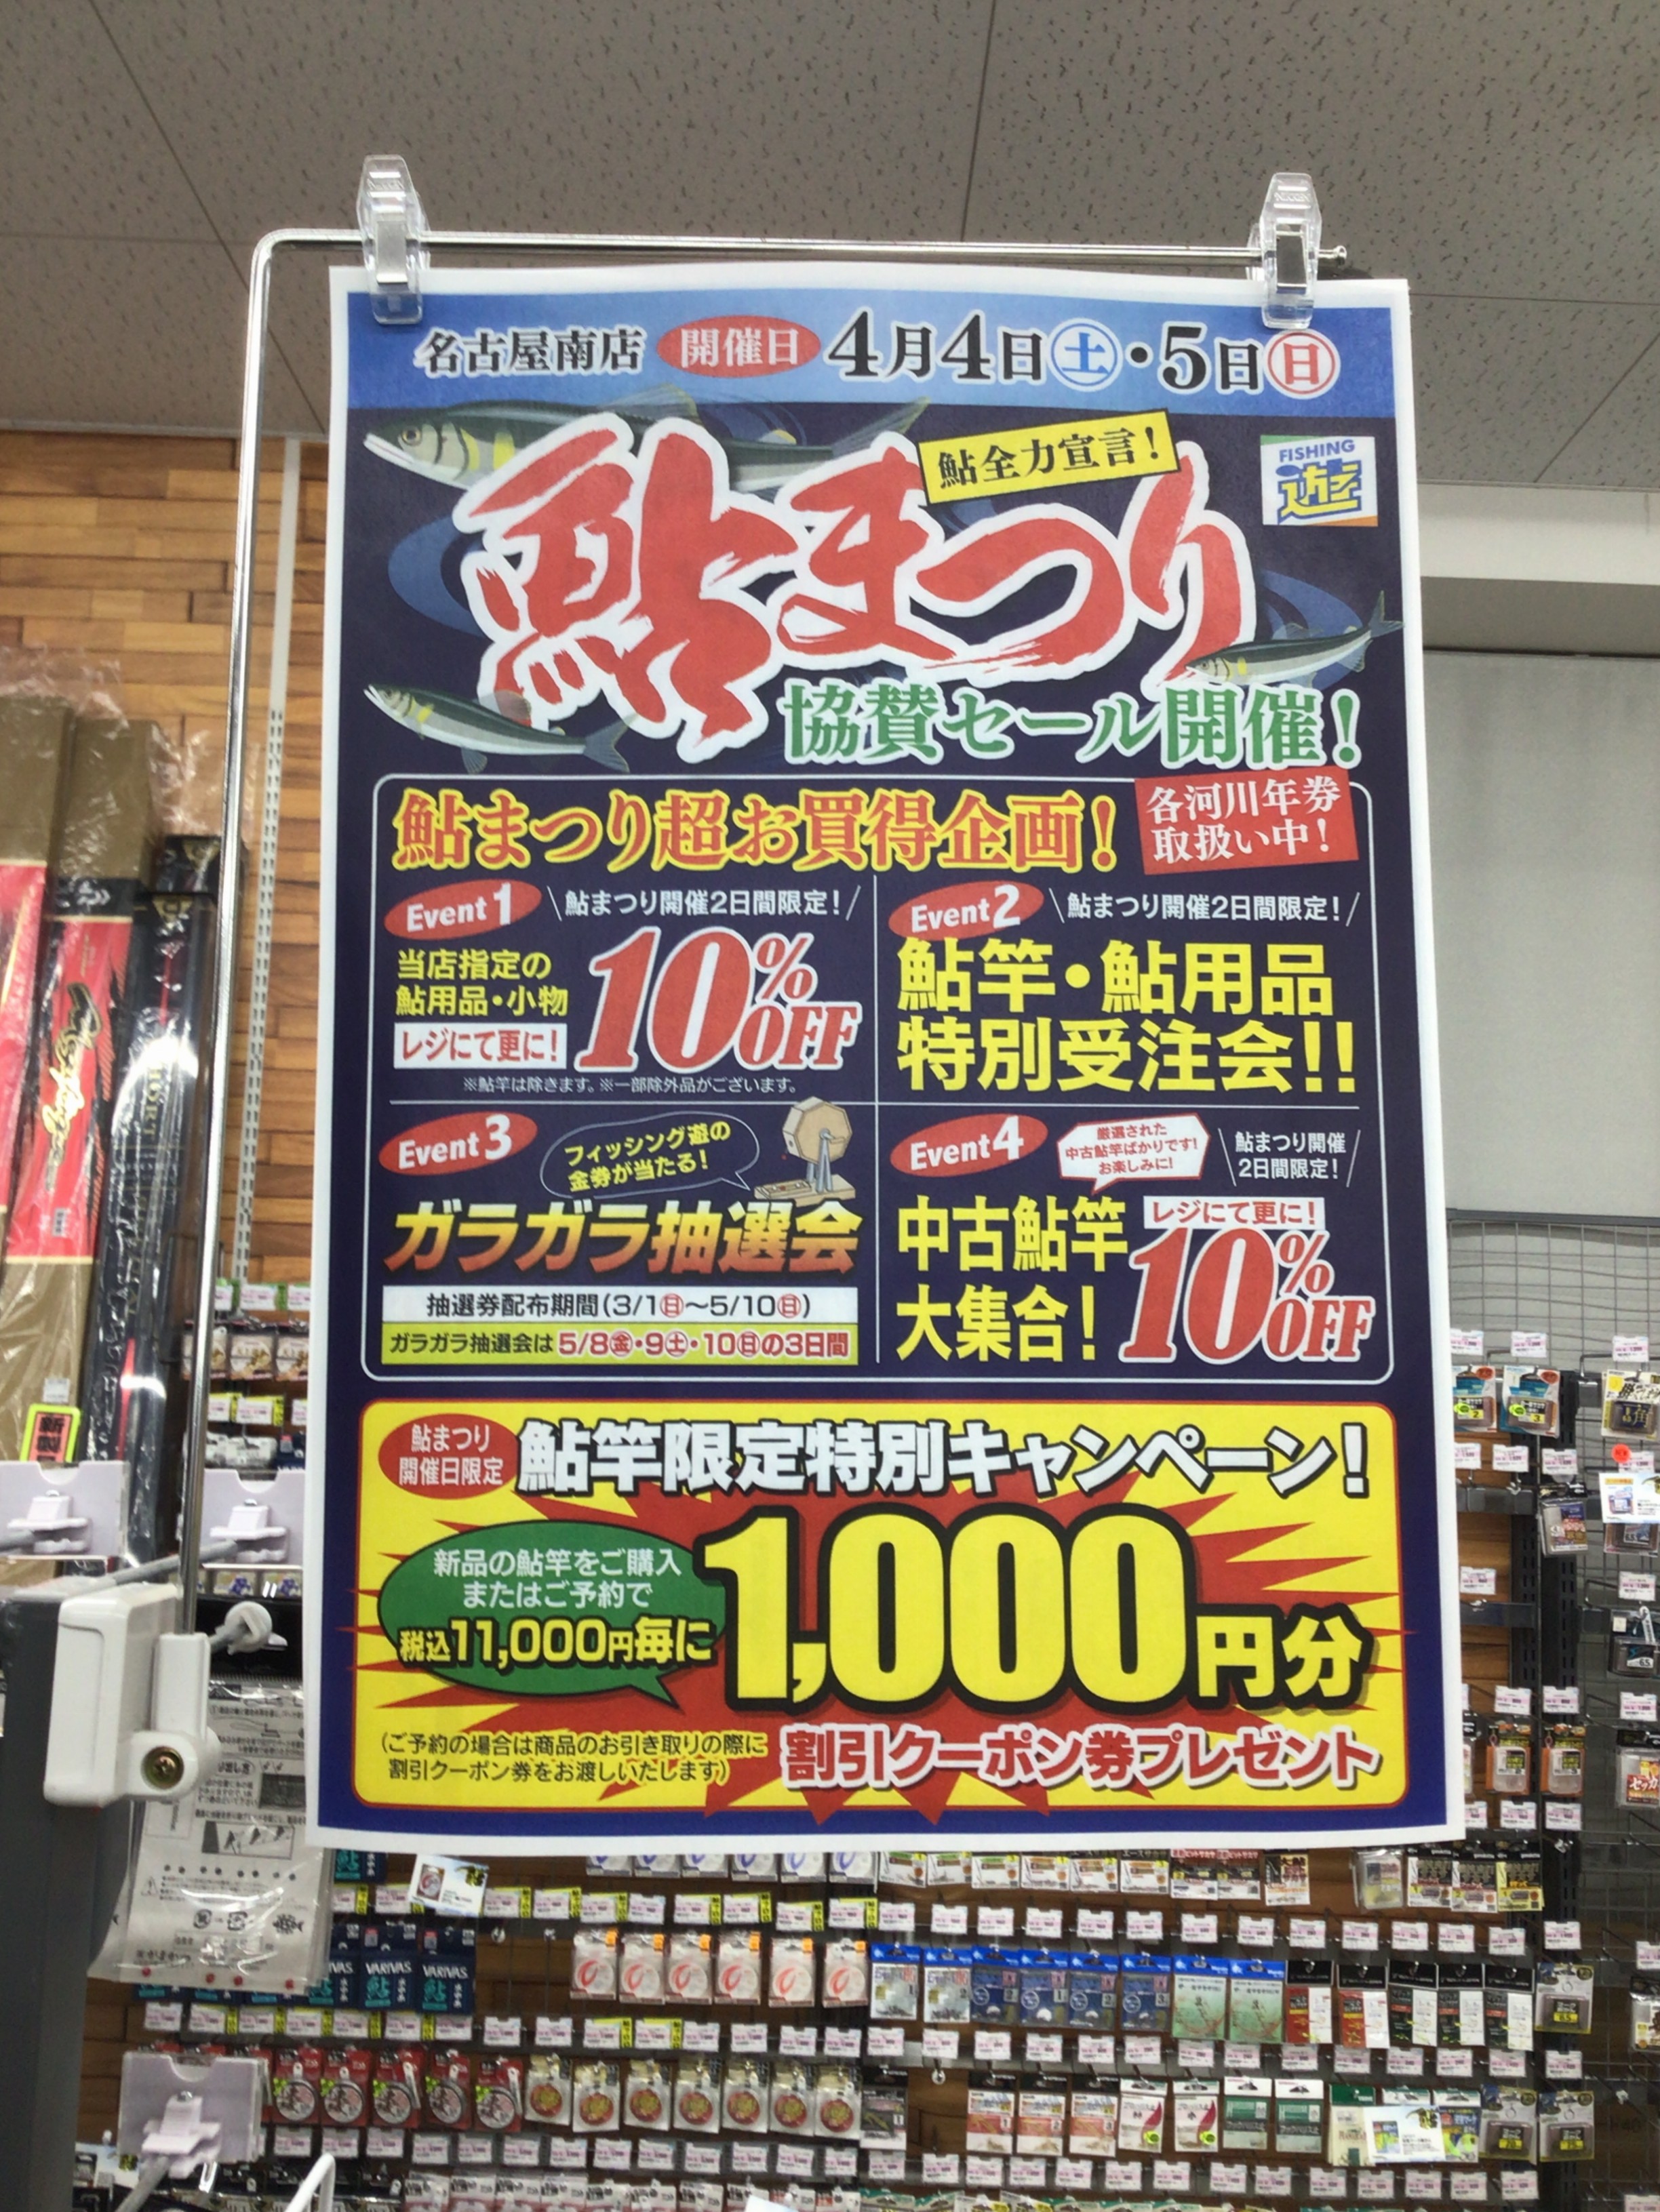 名古屋南店 開催日 4月4日(土)・5日(日)
鮎全力宣言!
FISHING
遊
鮎まつり
協賛セール開催!
鮎まつり超お買得企画!
各河川年券
取扱い中!
Event1
鮎まつり開催2日間限定!
当店指定の
鮎用品・小物
レジにて更に!
10%OFF
※鮎竿は除きます。※一部除外品がございます。
Event2
鮎まつり開催2日間限定!
鮎竿・鮎用品
特別受注会!!
Event3
フィッシング遊の
金券が当たる!
ガラガラ抽選会
抽選券配布期間(3/1(日)〜5/10(日))
ガラガラ抽選会は5/8(金)・9(土)・10(日)の3日間
Event4
厳選された
中古鮎竿ばかりです!
お楽しみに!
鮎まつり開催
2日間限定!
中古鮎竿
大集合!
レジにて更に!
10%OFF
鮎まつり
開催日限定
鮎竿限定特別キャンペーン!
新品の鮎竿をご購入
またはご予約で
税込11,000円毎に
1,000円分
(ご予約の場合は商品のお引き取りの際に
割引クーポン券をお渡しいたします)
割引クーポン券プレゼント
新製
VARIVAS
VARIVAS